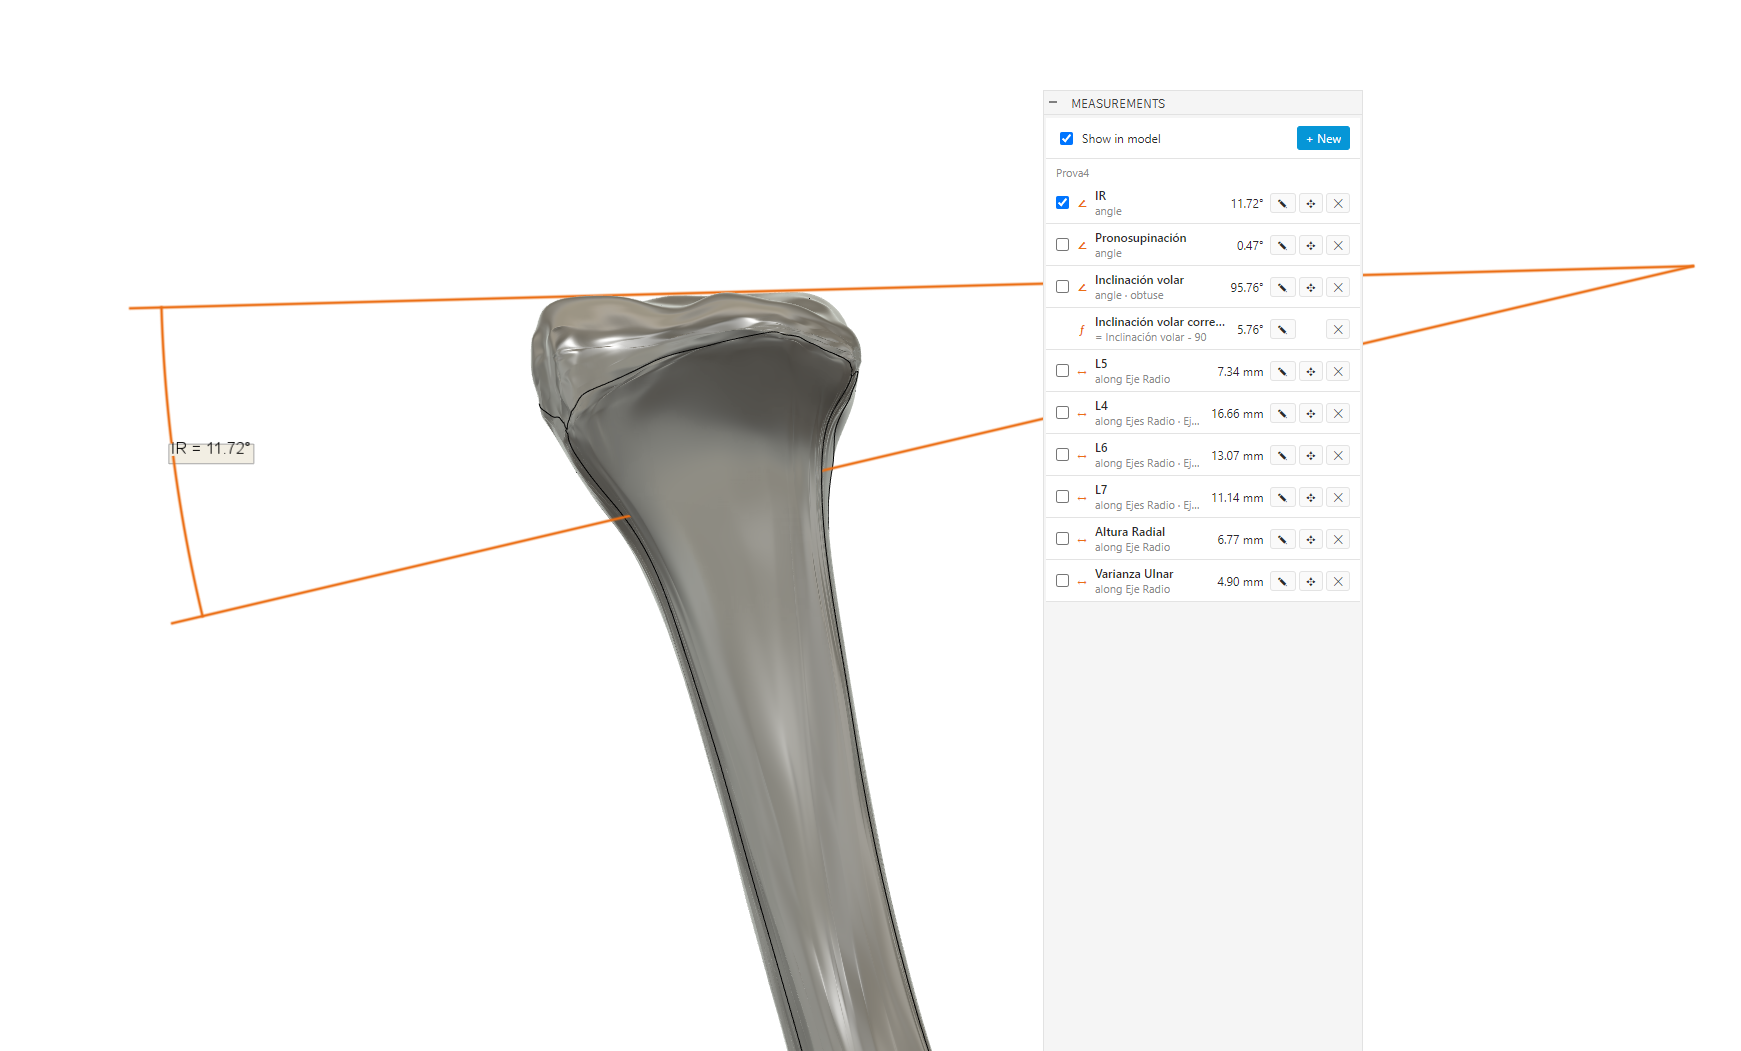 MEASUREMENTS
Show in model
+ New
Prova4
IR
angle
11.72°
Pronosupinación
angle
0.47°
Inclinación volar
angle · obtuse
95.76°
Inclinación volar corre...
= Inclinación volar - 90
5.76°
L5
along Eje Radio
7.34 mm
L4
along Ejes Radio · Ej...
16.66 mm
L6
along Ejes Radio · Ej...
13.07 mm
L7
along Ejes Radio · Ej...
11.14 mm
Altura Radial
along Eje Radio
6.77 mm
Varianza Ulnar
along Eje Radio
4.90 mm
IR = 11.72°